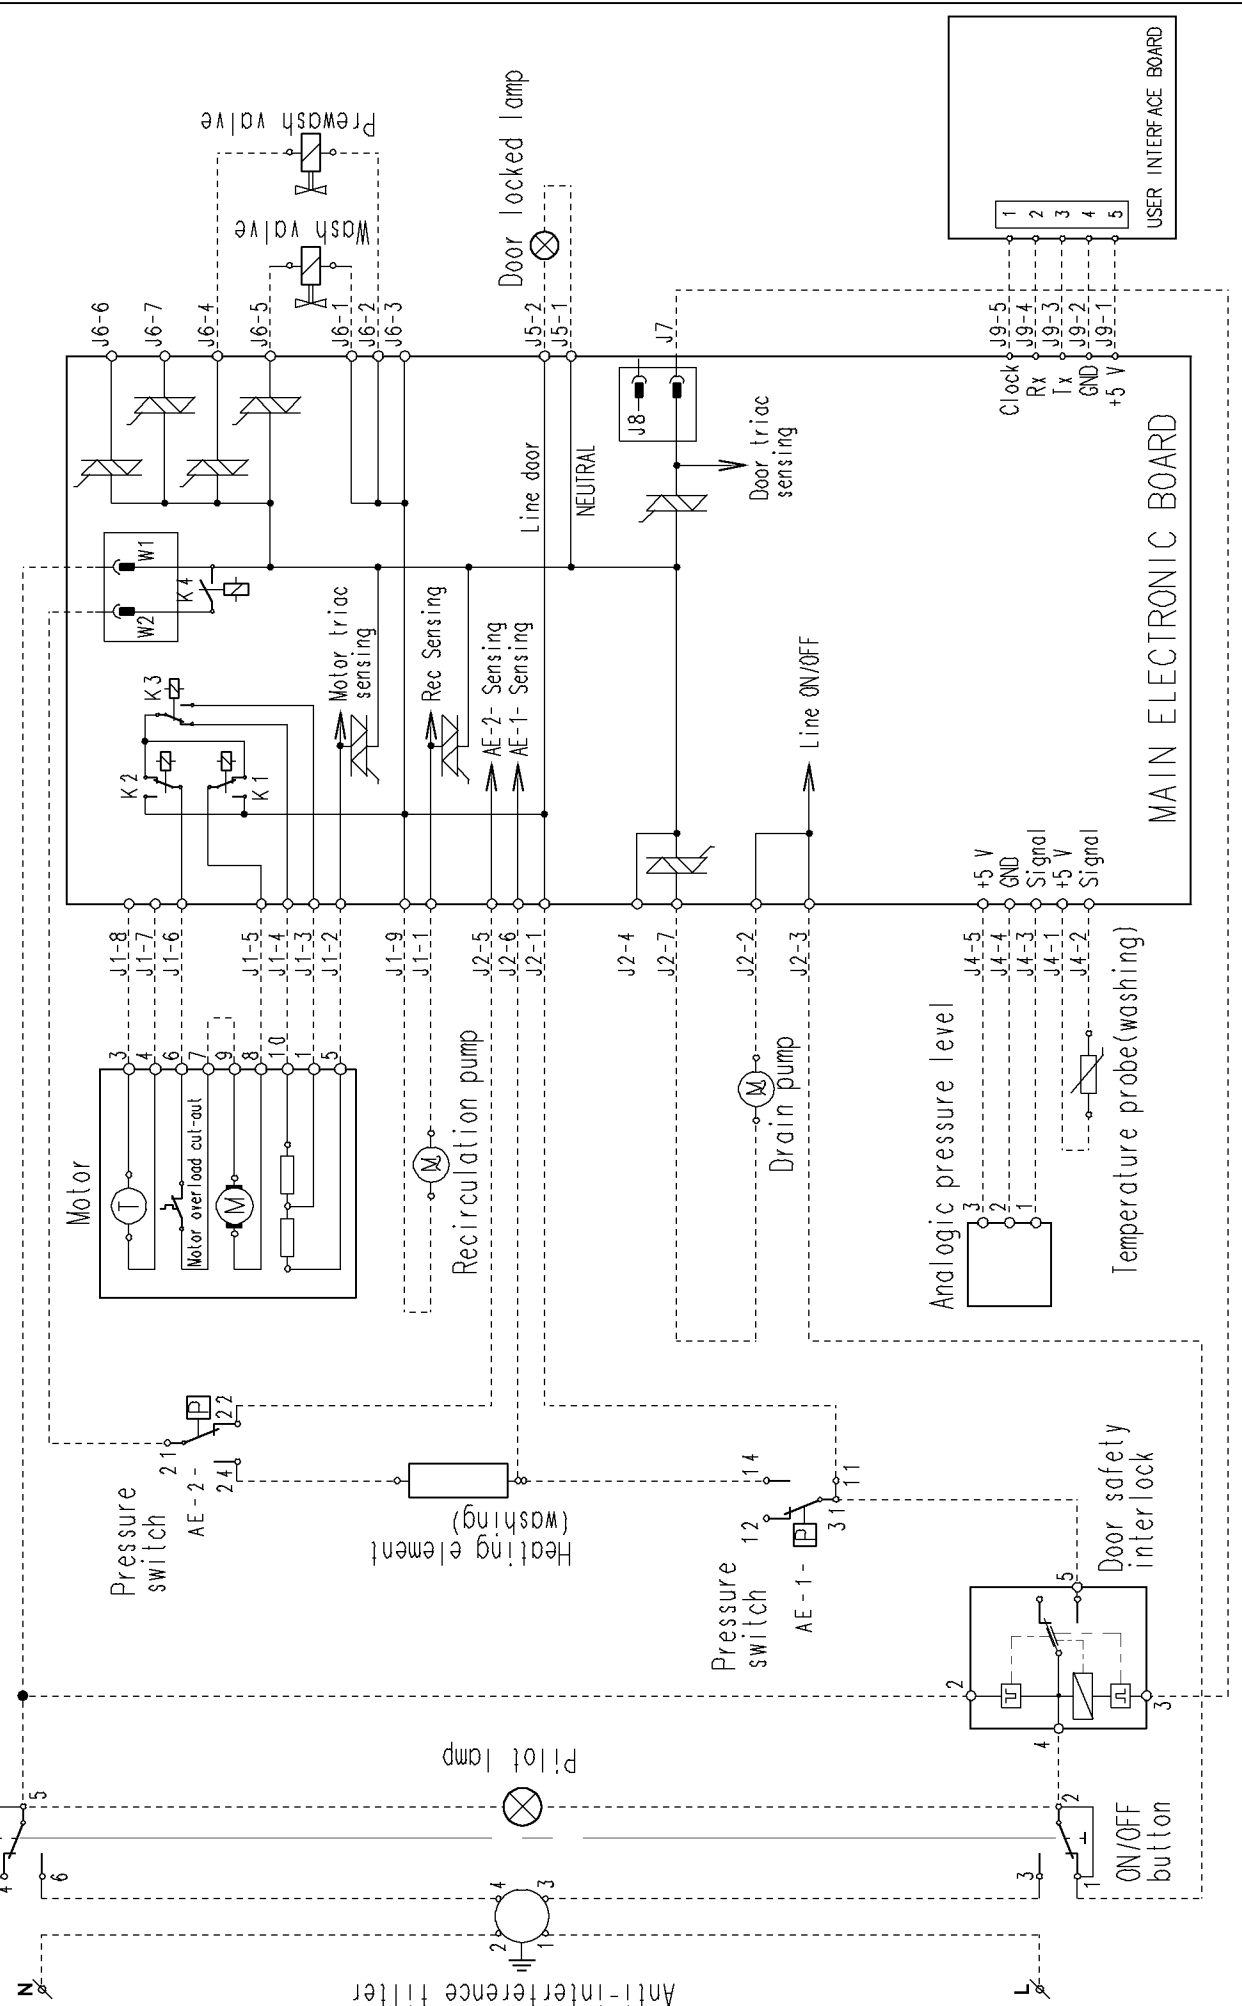 Prewash valve
Wash valve
Door locked lamp
USER INTERFACE BOARD
1
2
3
4
5
J6-6
J6-7
J6-4
J6-5
J6-1
J6-2
J6-3
J5-2
J5-1
J7
J9-5
J9-4
J9-3
J9-2
J9-1
Clock
Rx
Tx
GND
+5 V
J8
Door triac
sensing
Line door
NEUTRAL
W1
W2
K4
K3
K2
K1
Motor triac
sensing
Rec Sensing
AE-2- Sensing
AE-1- Sensing
Line ON/OFF
MAIN ELECTRONIC BOARD
+5 V
GND
Signal
+5 V
Signal
J1-8
J1-7
J1-6
J1-5
J1-4
J1-3
J1-2
J1-9
J1-1
J2-5
J2-6
J2-1
J2-4
J2-7
J2-2
J2-3
J4-5
J4-4
J4-3
J4-1
J4-2
3
4
6
7
9
8
10
1
5
Motor
T
Motor overload cut-out
M
M
Recirculation pump
M
Drain pump
Analogic pressure level
3
2
1
Temperature probe(washing)
Pressure
switch
AE-2-
21
22
24
P
Heating element
(washing)
Pressure
switch
AE-1-
12
14
11
31
P
Door safety
interlock
2
5
4
3
Pilot lamp
5
4
6
ON/OFF
button
2
3
1
4
3
2
1
Anti-interference filter
N
L